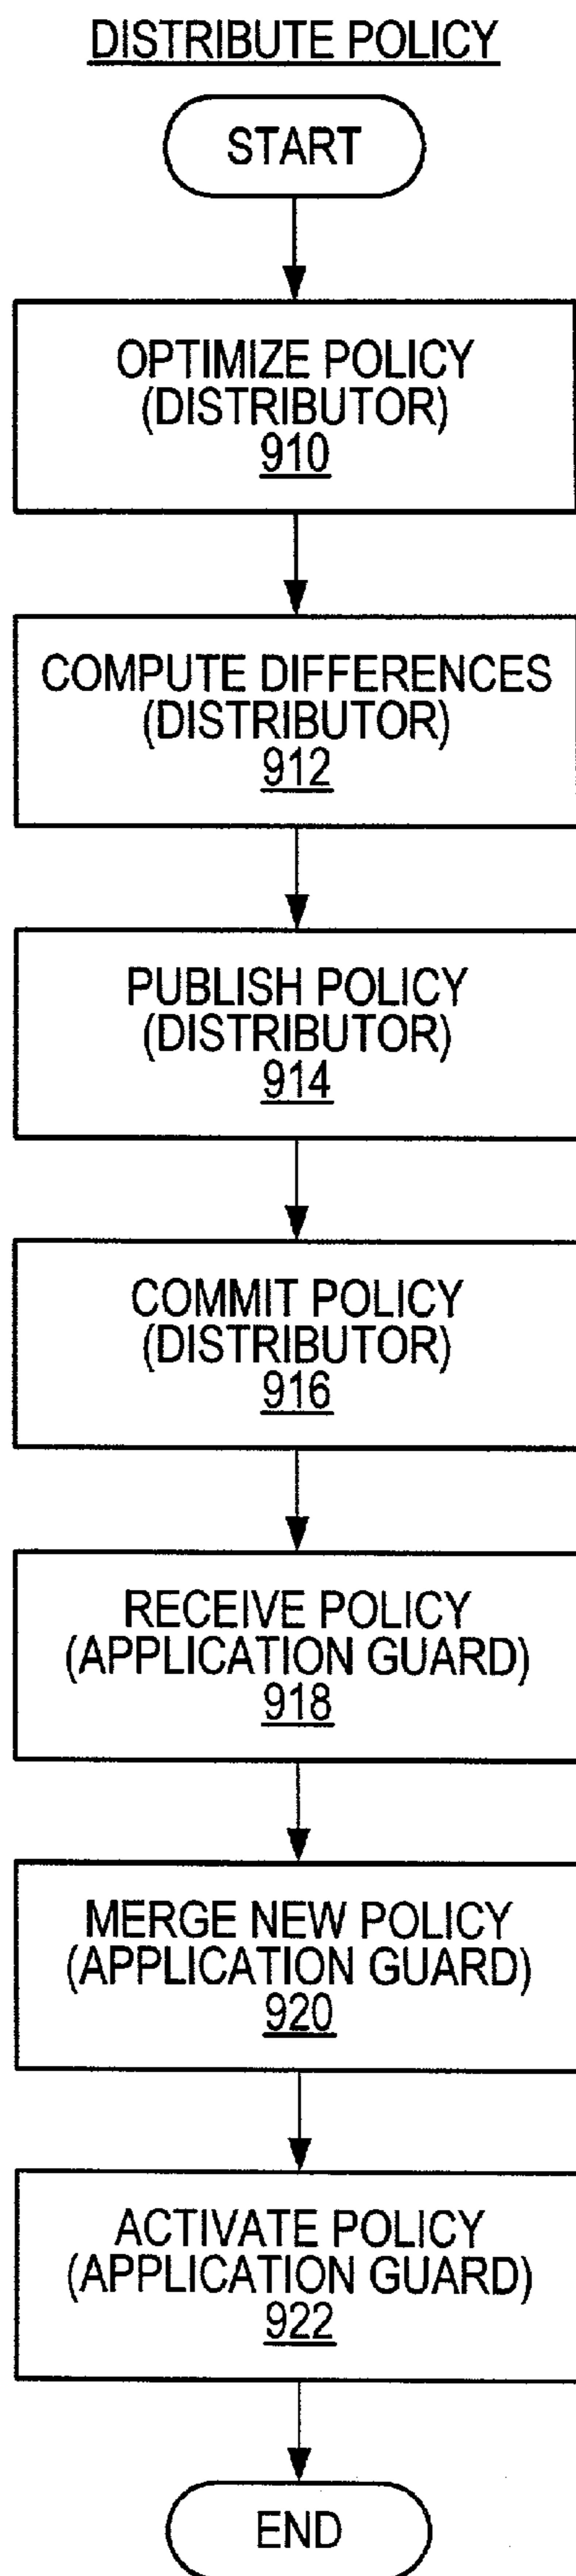 DISTRIBUTE POLICY
START
OPTIMIZE POLICY
(DISTRIBUTOR)
910
COMPUTE DIFFERENCES
(DISTRIBUTOR)
912
PUBLISH POLICY
(DISTRIBUTOR)
914
COMMIT POLICY
(DISTRIBUTOR)
916
RECEIVE POLICY
(APPLICATION GUARD)
918
MERGE NEW POLICY
(APPLICATION GUARD)
920
ACTIVATE POLICY
(APPLICATION GUARD)
922
END